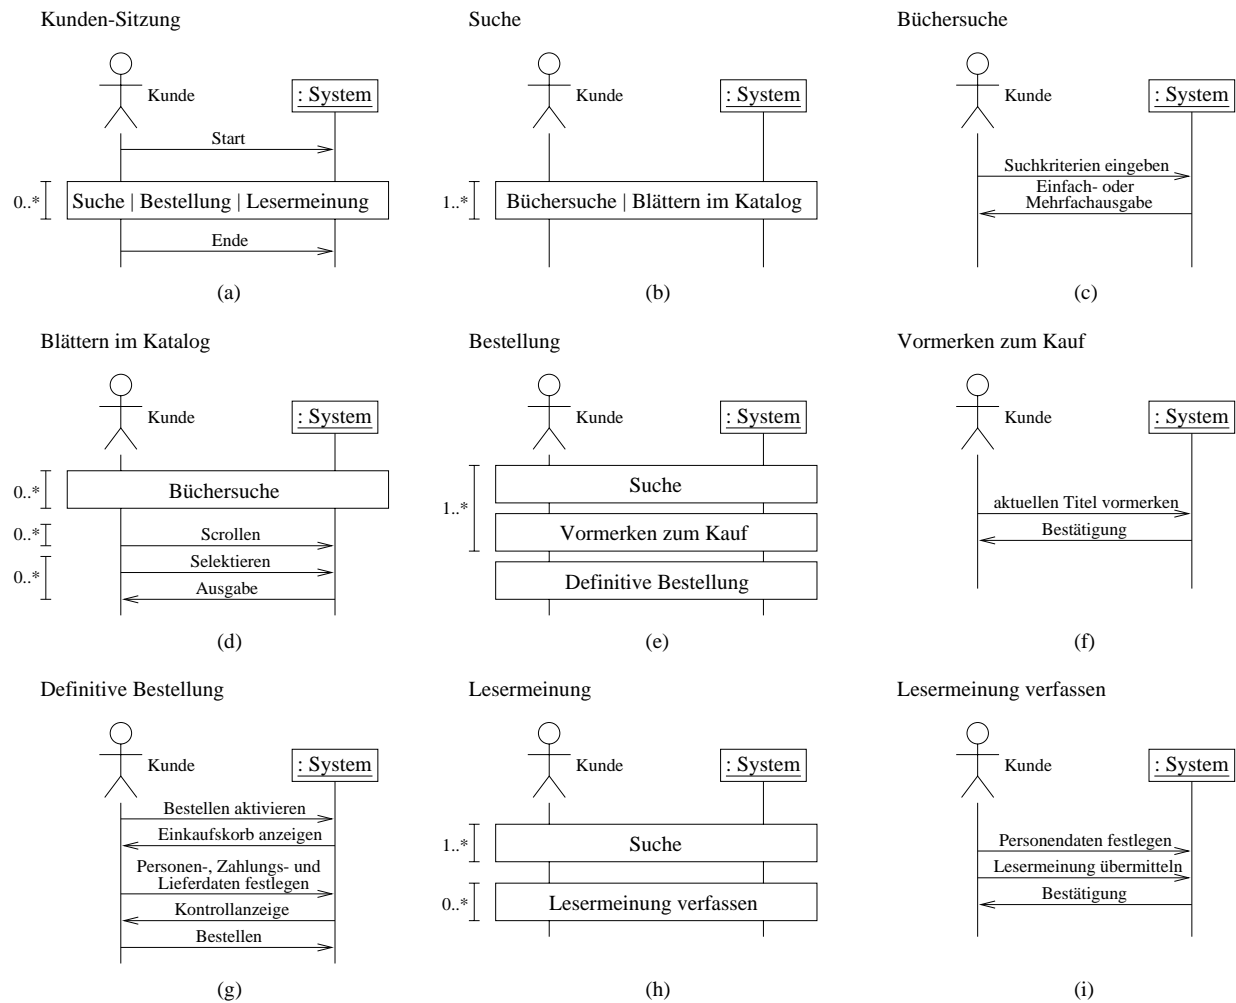 Kunden-Sitzung
Kunde
: System
Start
0..*
Suche | Bestellung | Lesermeinung
Ende
(a)
Suche
Kunde
: System
1..*
Büchersuche | Blättern im Katalog
(b)
Büchersuche
Kunde
: System
Suchkriterien eingeben
Einfach- oder
Mehrfachausgabe
(c)
Blättern im Katalog
Kunde
: System
0..*
Büchersuche
0..*
Scrollen
Selektieren
0..*
Ausgabe
(d)
Bestellung
Kunde
: System
Suche
1..*
Vormerken zum Kauf
Definitive Bestellung
(e)
Vormerken zum Kauf
Kunde
: System
aktuellen Titel vormerken
Bestätigung
(f)
Definitive Bestellung
Kunde
: System
Bestellen aktivieren
Einkaufskorb anzeigen
Personen-, Zahlungs- und
Lieferdaten festlegen
Kontrollanzeige
Bestellen
(g)
Lesermeinung
Kunde
: System
1..*
Suche
0..*
Lesermeinung verfassen
(h)
Lesermeinung verfassen
Kunde
: System
Personendaten festlegen
Lesermeinung übermitteln
Bestätigung
(i)